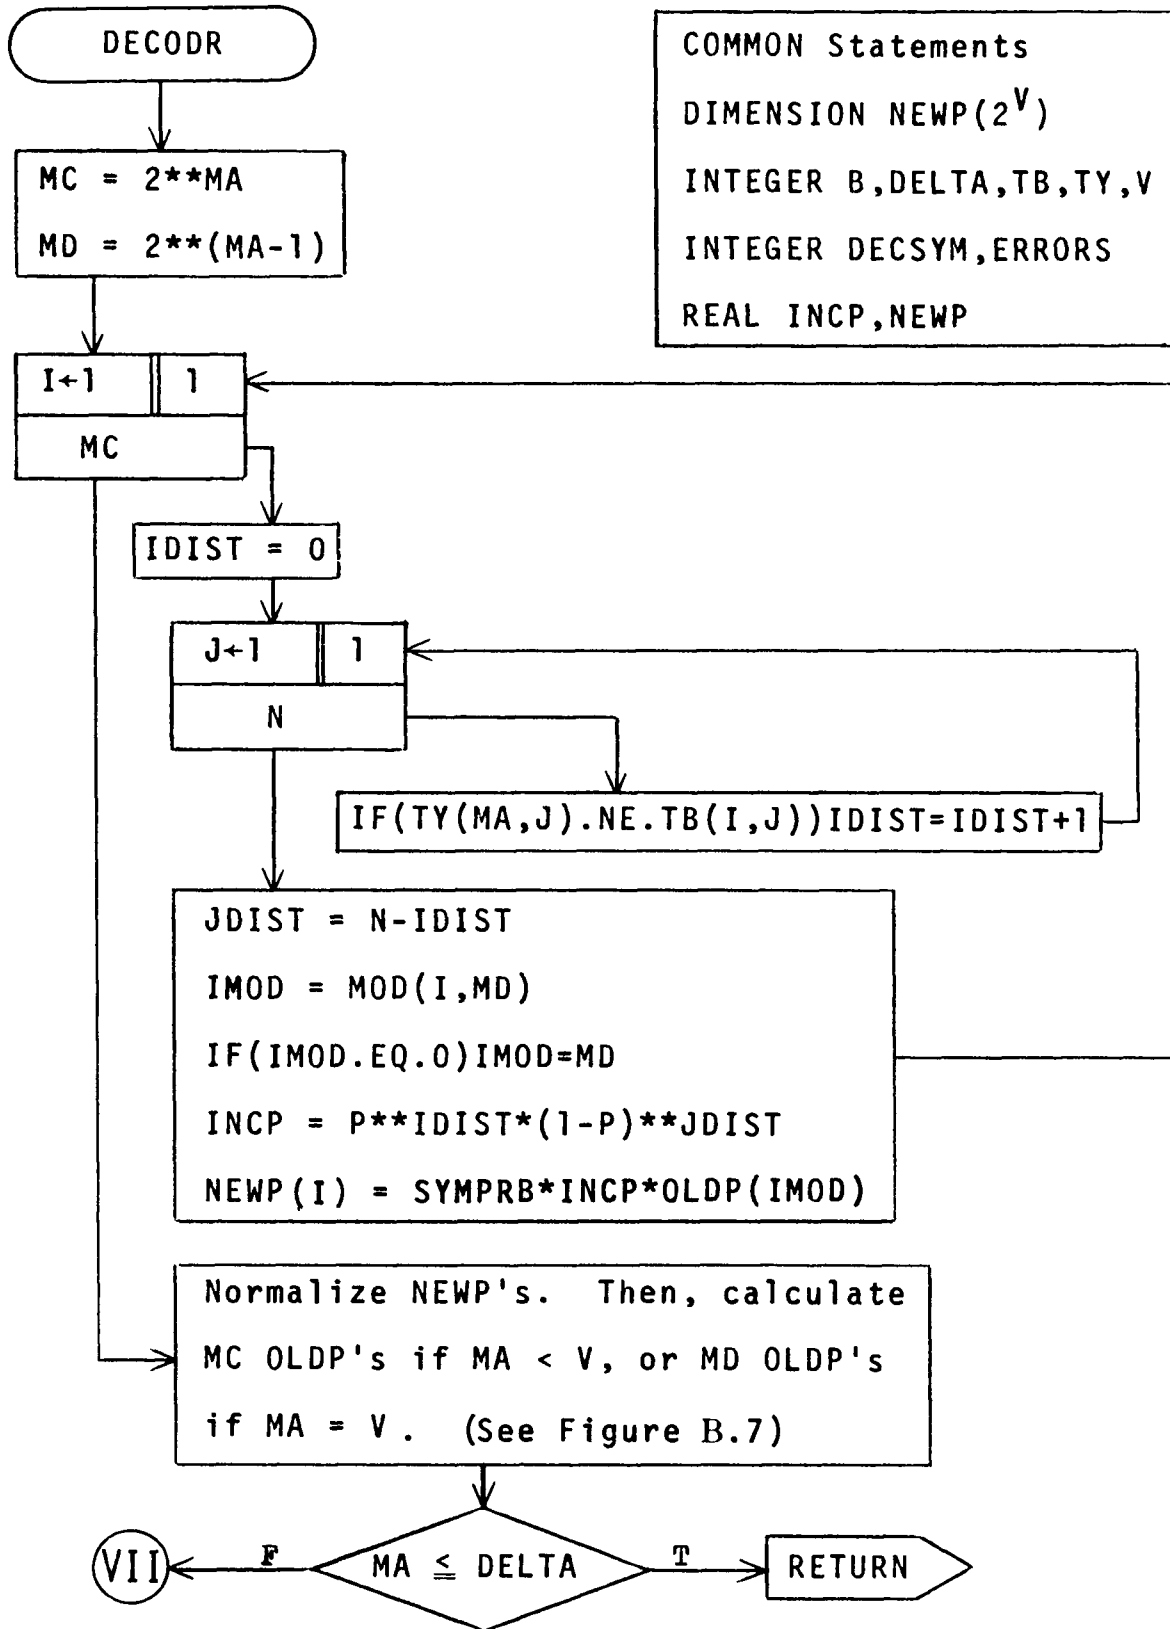 DECODR
COMMON Statements
DIMENSION NEWP(2^V)
INTEGER B,DELTA,TB,TY,V
INTEGER DECSYM,ERRORS
REAL INCP,NEWP
MC = 2**MA
MD = 2**(MA-1)
I←1 1
MC
IDIST = 0
J←1 1
N
IF(TY(MA,J).NE.TB(I,J))IDIST=IDIST+1
JDIST = N-IDIST
IMOD = MOD(I,MD)
IF(IMOD.EQ.0)IMOD=MD
INCP = P**IDIST*(1-P)**JDIST
NEWP(I) = SYMPRB*INCP*OLDP(IMOD)
Normalize NEWP's. Then, calculate
MC OLDP's if MA < V, or MD OLDP's
if MA = V. (See Figure B.7)
VII F MA ≦ DELTA T RETURN